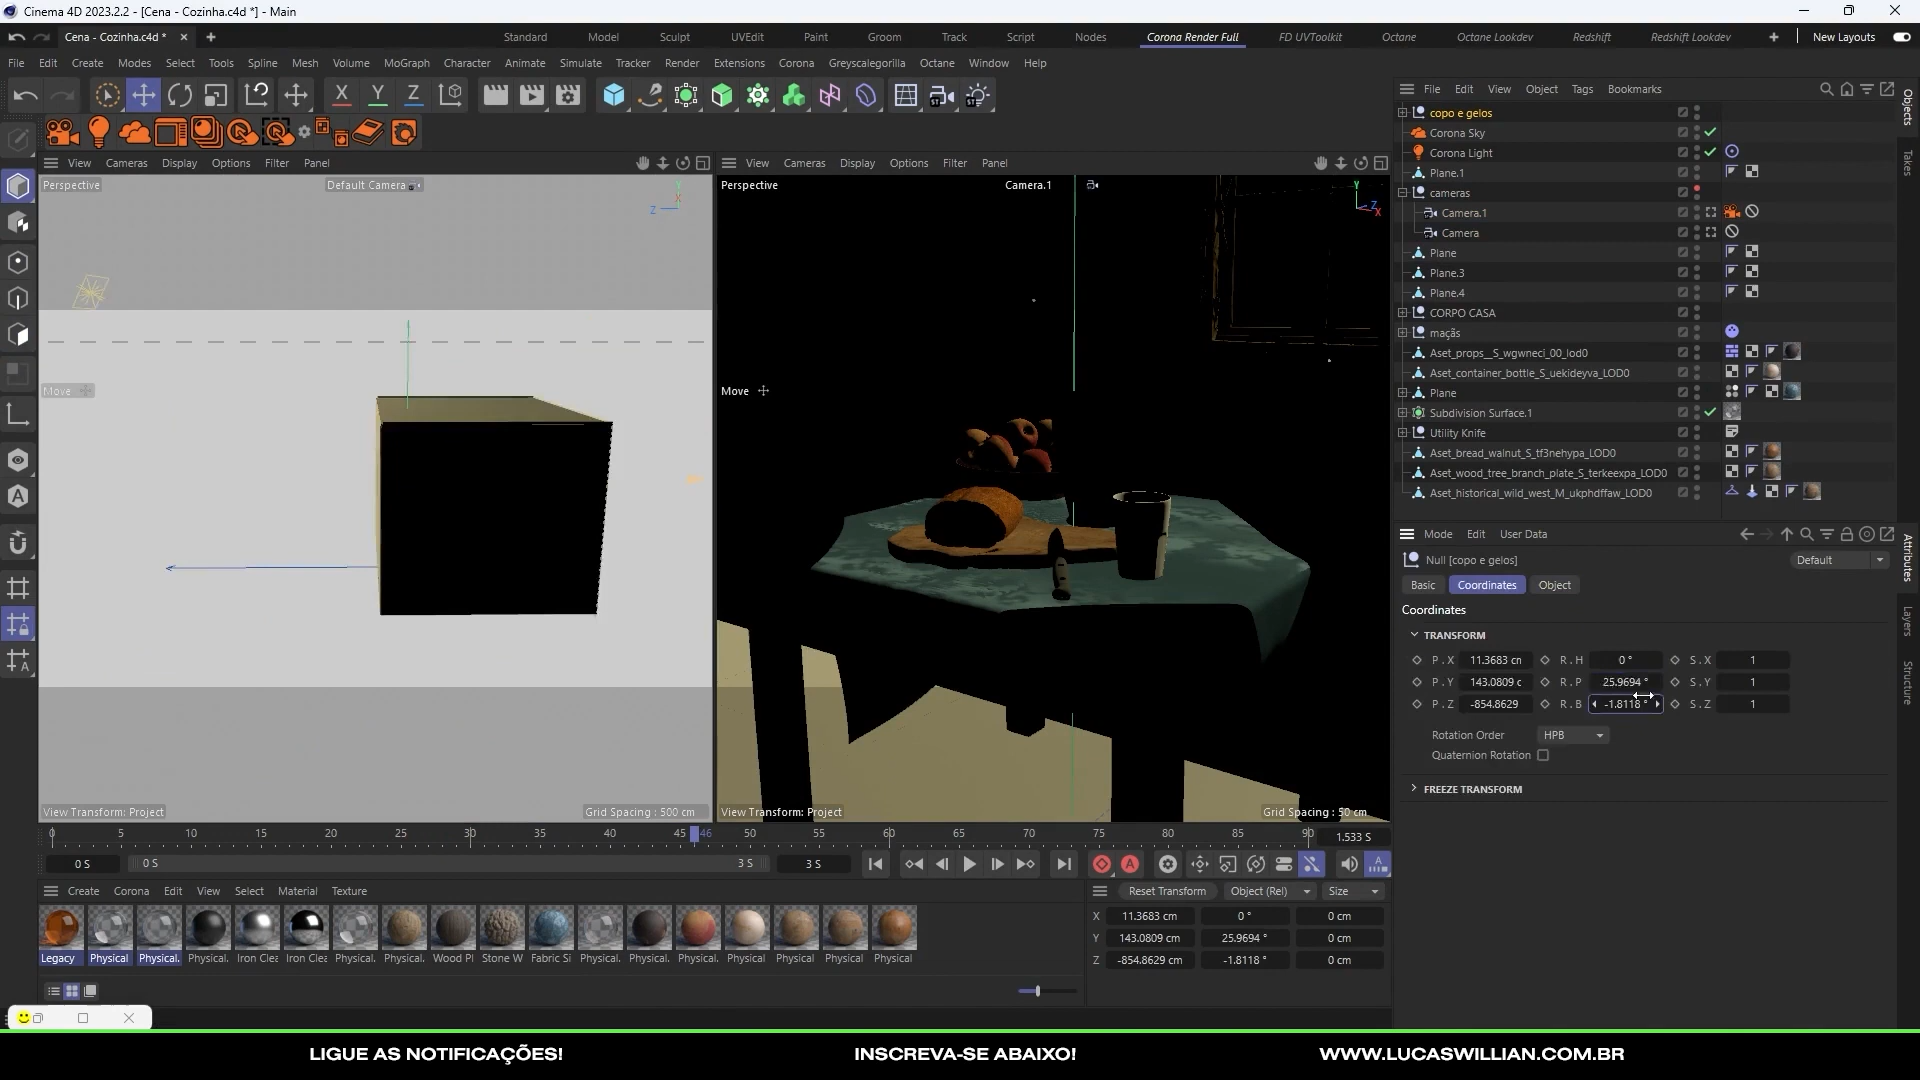 Cinema 4D 2023.2.2 - [Cena - Cozinha.c4d *] - Main
Cena - Cozinha.c4d *
Standard Model Sculpt UVEdit Paint Groom Track Script Nodes Corona Render Full FD UVToolkit Octane Octane Lookdev Redshift Redshift Lookdev New Layouts
File Edit Create Modes Select Tools Spline Mesh Volume MoGraph Character Animate Simulate Tracker Render Extensions Corona Greyscalegorilla Octane Window Help
X Y Z
File Edit View Object Tags Bookmarks
Objects
Takes
copo e gelos
Corona Sky
Corona Light
Plane.1
cameras
Camera.1
Camera
Plane
Plane.3
Plane.4
CORPO CASA
maçãs
Aset_props__S_wgwneci_00_lod0
Aset_container_bottle_S_uekideyva_LOD0
Plane
Subdivision Surface.1
Utility Knife
Aset_bread_walnut_S_tf3nehypa_LOD0
Aset_wood_tree_branch_plate_S_terkeexpa_LOD0
Aset_historical_wild_west_M_ukphdffaw_LOD0
View Cameras Display Options Filter Panel
Perspective
Default Camera
Y
X
Z
Move
View Transform: Project
Grid Spacing : 500 cm
View Cameras Display Options Filter Panel
Perspective
Camera.1
Y
Z
X
Move
View Transform: Project
Grid Spacing : 50 cm
Mode Edit User Data
Null [copo e gelos]
Default
Basic Coordinates Object
Coordinates
TRANSFORM
P . X 11.3683 cn R . H 0 ° S . X 1
P . Y 143.0809 c R . P 25.9694 ° S . Y 1
P . Z -854.8629 R . B -1.8118 ° S . Z 1
Rotation Order HPB
Quaternion Rotation
FREEZE TRANSFORM
Attributes
Layers
Structure
0 5 10 15 20 25 30 35 40 45 46 50 55 60 65 70 75 80 85 90 1.533 S
0 S 0 S 3 S 3 S
Create Corona Edit View Select Material Texture
Legacy Physical Physical. Physical. Iron Clea Iron Clea Physical. Physical. Wood Pl Stone W Fabric Si Physical. Physical. Physical. Physical Physical Physical Physical
Reset Transform Object (Rel) Size
X 11.3683 cm 0 ° 0 cm
Y 143.0809 cm 25.9694 ° 0 cm
Z -854.8629 cm -1.8118 ° 0 cm
LIGUE AS NOTIFICAÇÕES! INSCREVA-SE ABAIXO! WWW.LUCASWILLIAN.COM.BR